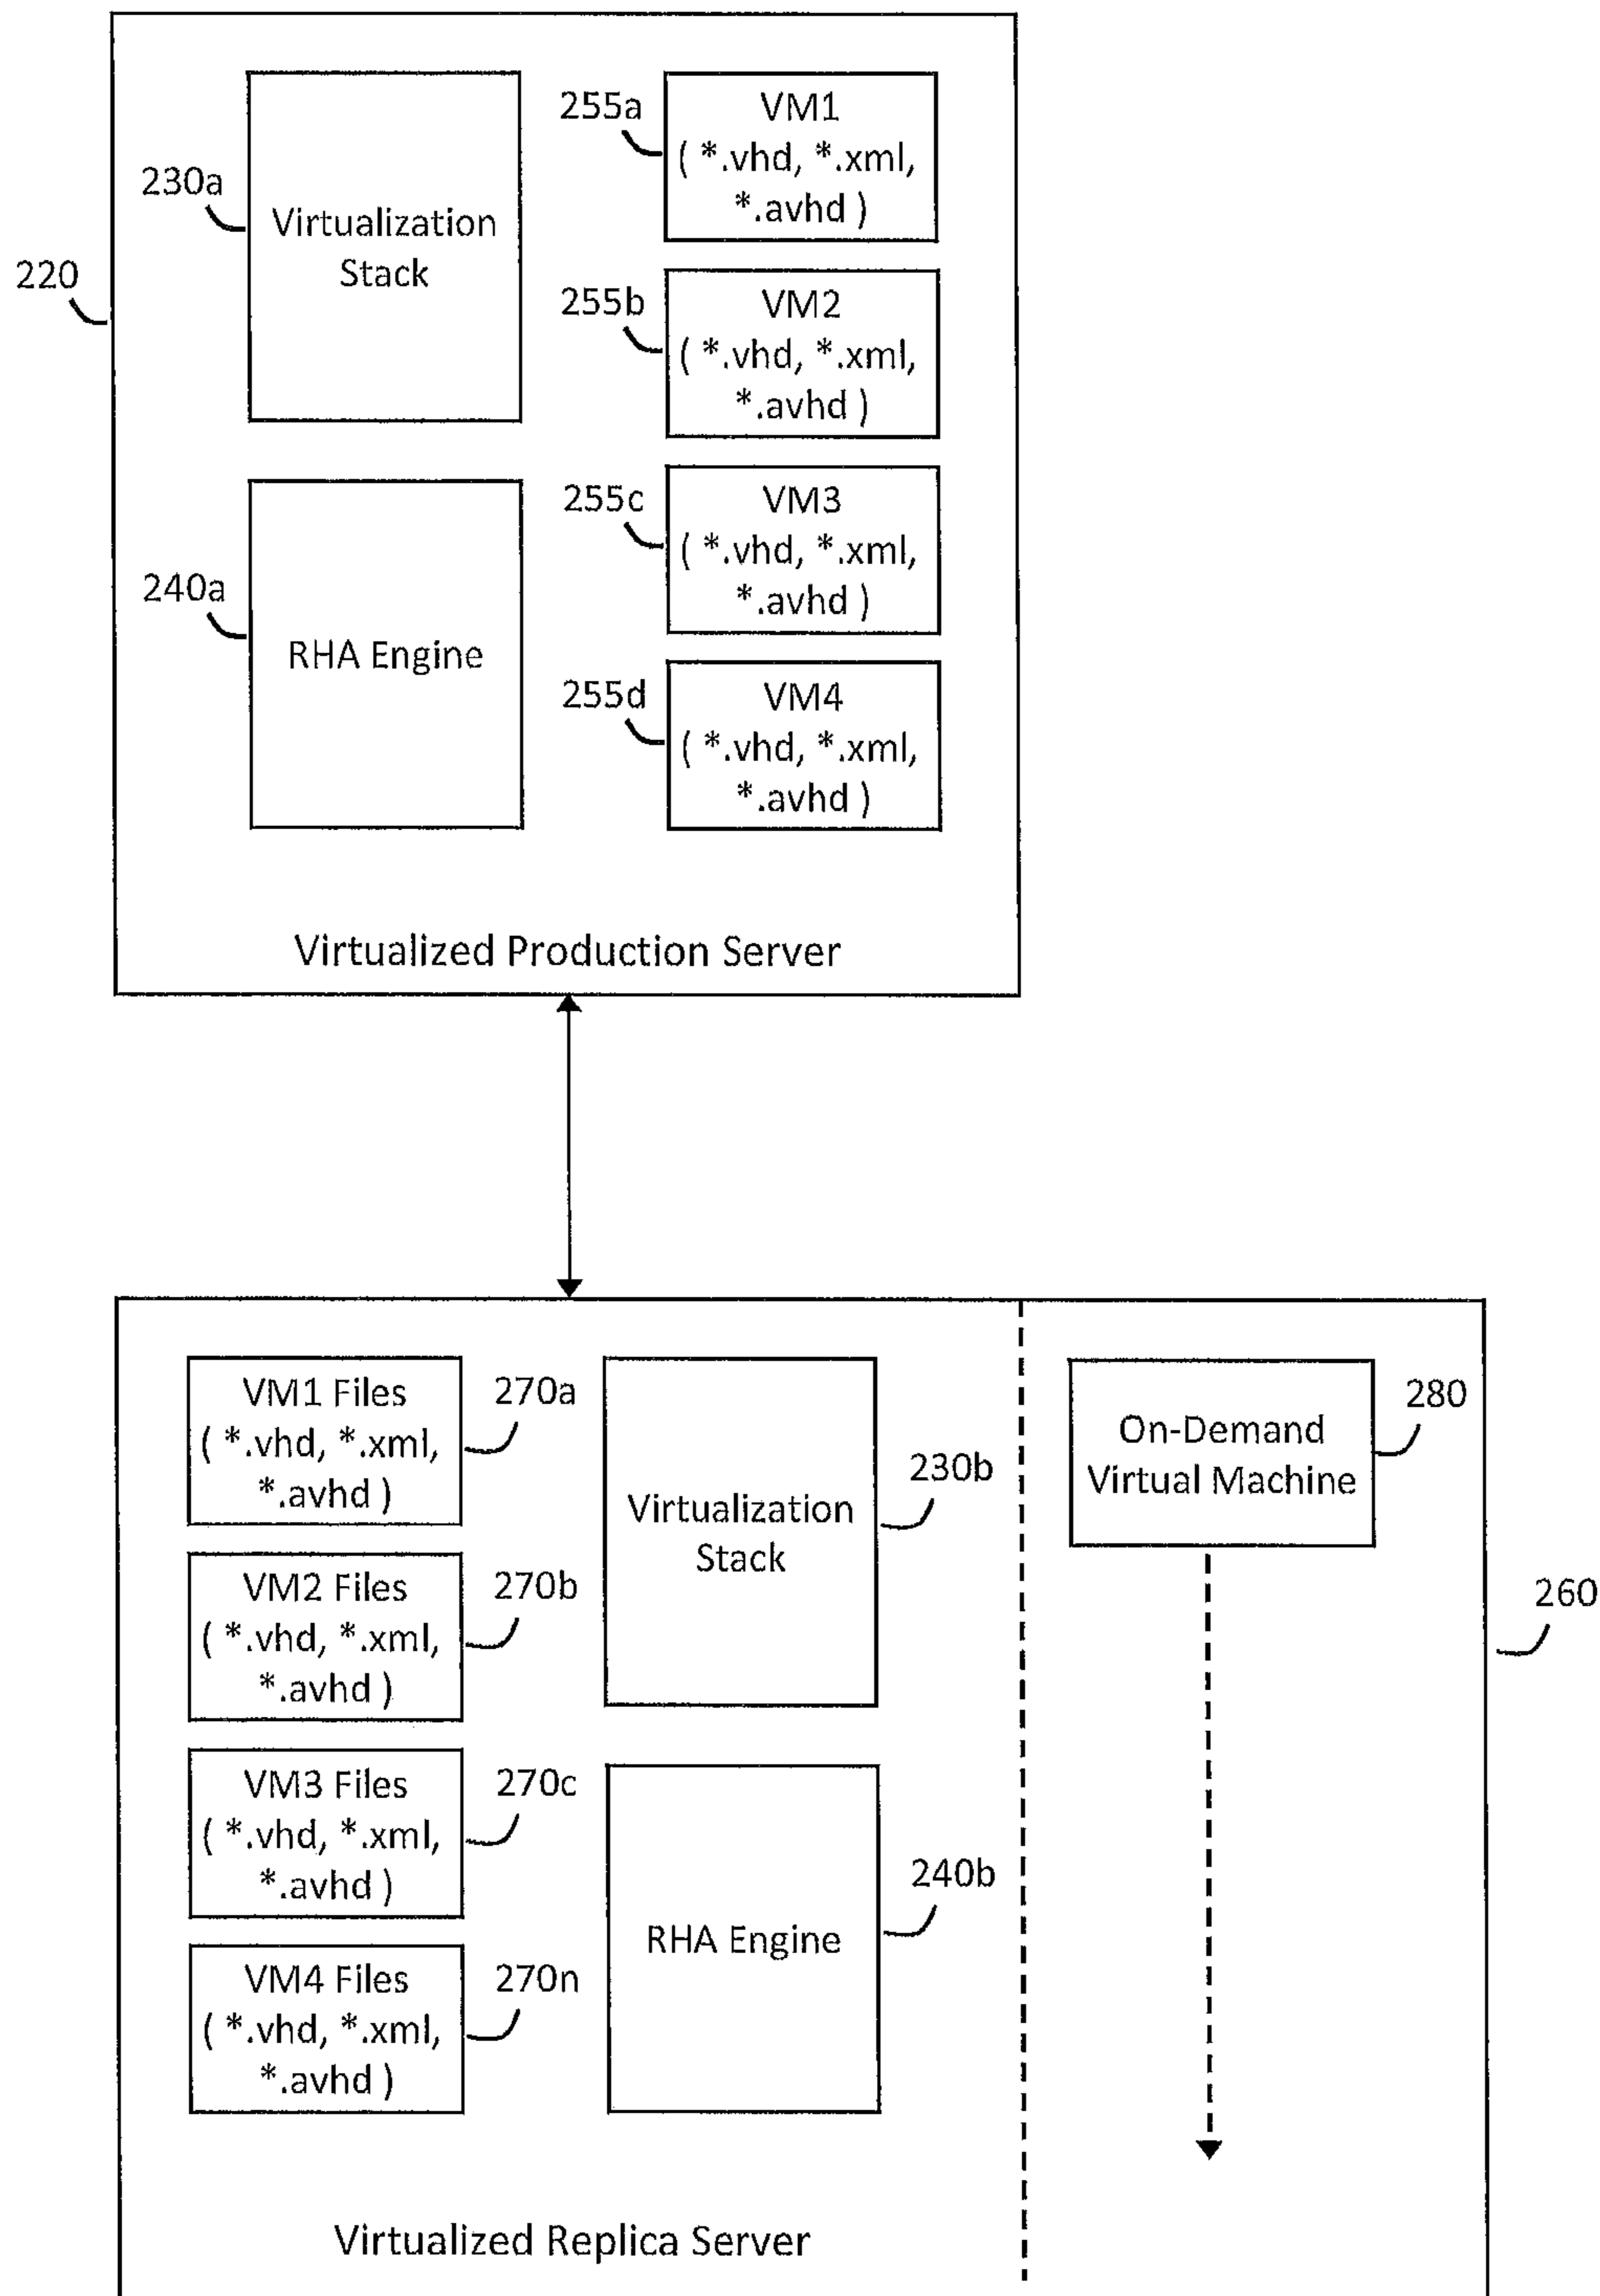 230a
Virtualization
Stack
255a
VM1
( *.vhd, *.xml,
*.avhd )
220
255b
VM2
( *.vhd, *.xml,
*.avhd )
240a
RHA Engine
255c
VM3
( *.vhd, *.xml,
*.avhd )
255d
VM4
( *.vhd, *.xml,
*.avhd )
Virtualized Production Server
VM1 Files
( *.vhd, *.xml,
*.avhd )
270a
Virtualization
Stack
230b
On-Demand
Virtual Machine
280
VM2 Files
( *.vhd, *.xml,
*.avhd )
270b
260
VM3 Files
( *.vhd, *.xml,
*.avhd )
270c
RHA Engine
240b
VM4 Files
( *.vhd, *.xml,
*.avhd )
270n
Virtualized Replica Server